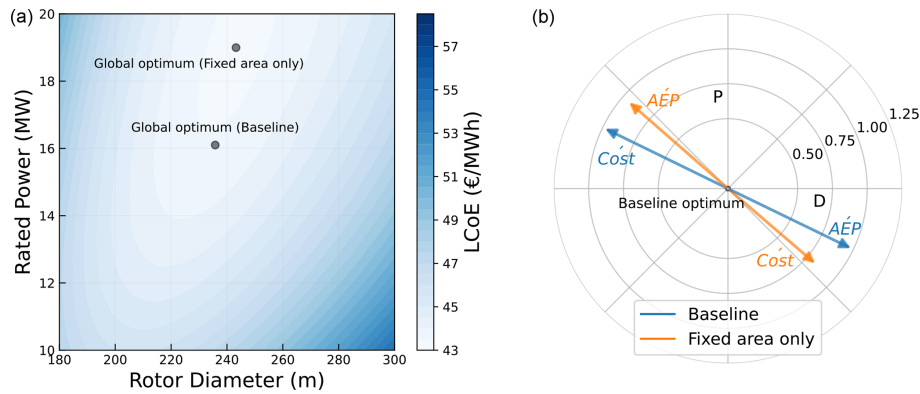 (a)
20
18
16
14
12
10
Rated Power (MW)
Global optimum (Fixed area only)
Global optimum (Baseline)
180
200
220
240
260
280
300
Rotor Diameter (m)
57
55
53
51
49
47
45
43
LCoE (€/MWh)
(b)
P
D
0.50
0.75
1.00
1.25
AÉP
Cóst
Baseline optimum
AÉP
Cóst
Baseline
Fixed area only